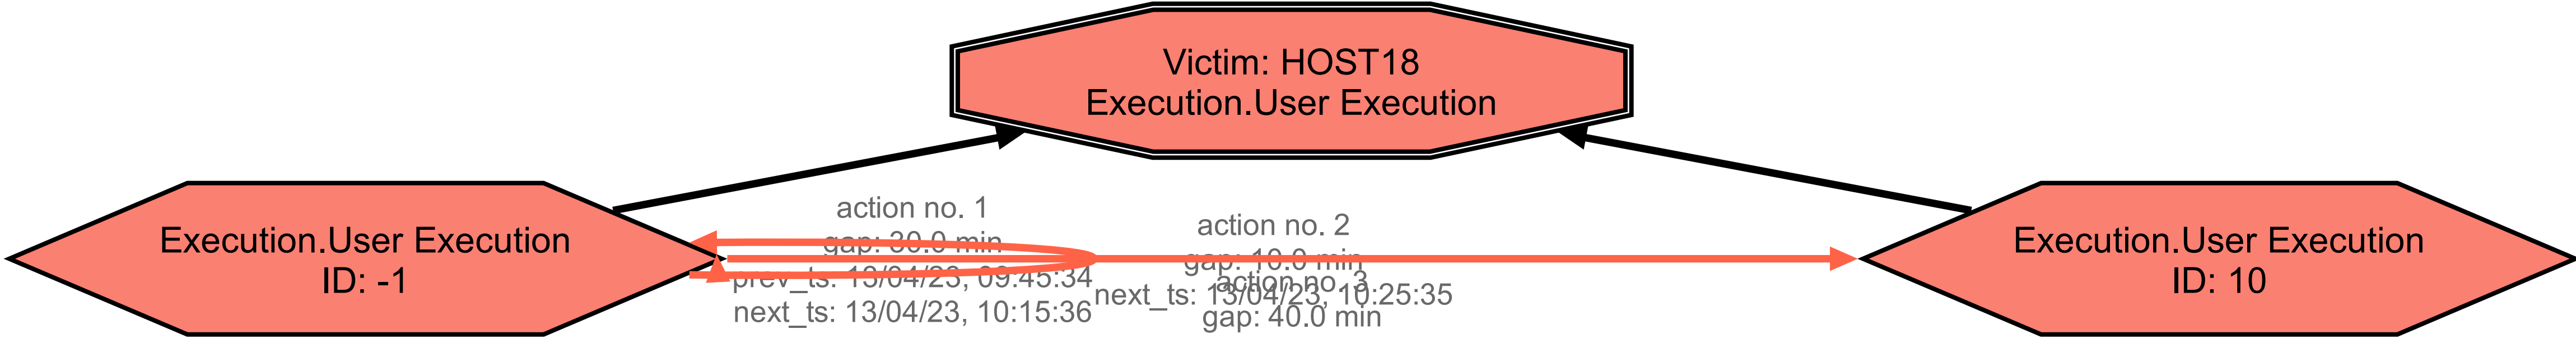 Victim: HOST18
Execution.User Execution
Execution.User Execution
ID: -1
action no. 1
gap: 30.0 min
prev_ts: 13/04/23, 09:45:34
next_ts: 13/04/23, 10:15:36
action no. 2
gap: 10.0 min
next_ts: 13/04/23, 10:25:35
action no. 3
gap: 40.0 min
Execution.User Execution
ID: 10